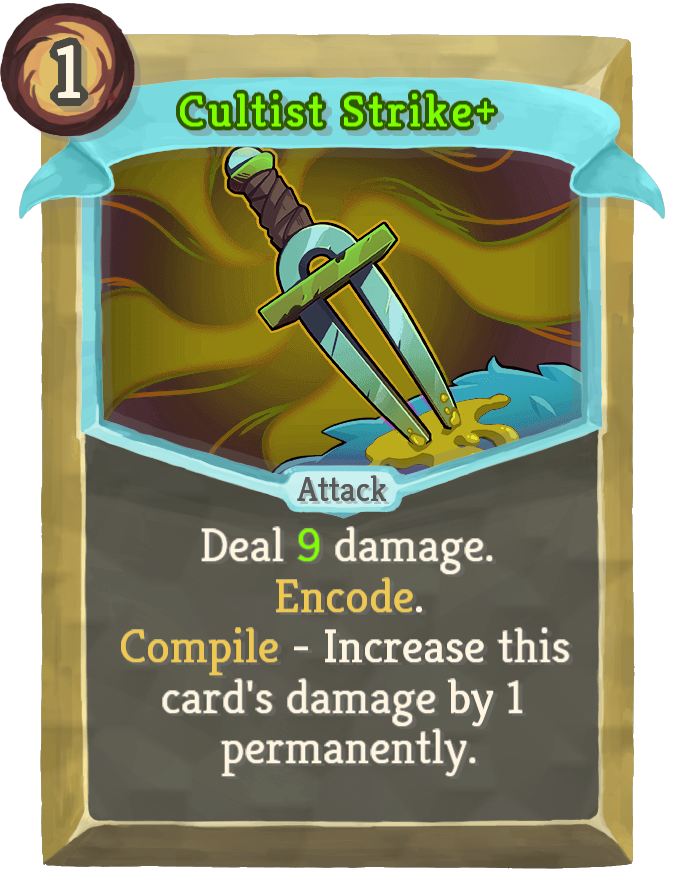 1
Cultist Strike+
Attack
Deal 9 damage.
Encode.
Compile - Increase this
card's damage by 1
permanently.